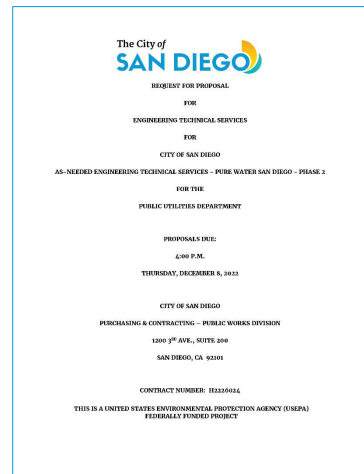 The City of
SAN DIEGO
REQUEST FOR PROPOSAL
FOR
ENGINEERING TECHNICAL SERVICES
FOR
CITY OF SAN DIEGO
AS-NEEDED ENGINEERING TECHNICAL SERVICES - PURE WATER SAN DIEGO - PHASE 2
FOR THE
PUBLIC UTILITIES DEPARTMENT
PROPOSALS DUE:
4:00 P.M.
THURSDAY, DECEMBER 8, 2022
CITY OF SAN DIEGO
PURCHASING & CONTRACTING – PUBLIC WORKS DIVISION
1200 3RD AVE., SUITE 200
SAN DIEGO, CA 92101
CONTRACT NUMBER: H2226024
THIS IS A UNITED STATES ENVIRONMENTAL PROTECTION AGENCY (USEPA)
FEDERALLY FUNDED PROJECT